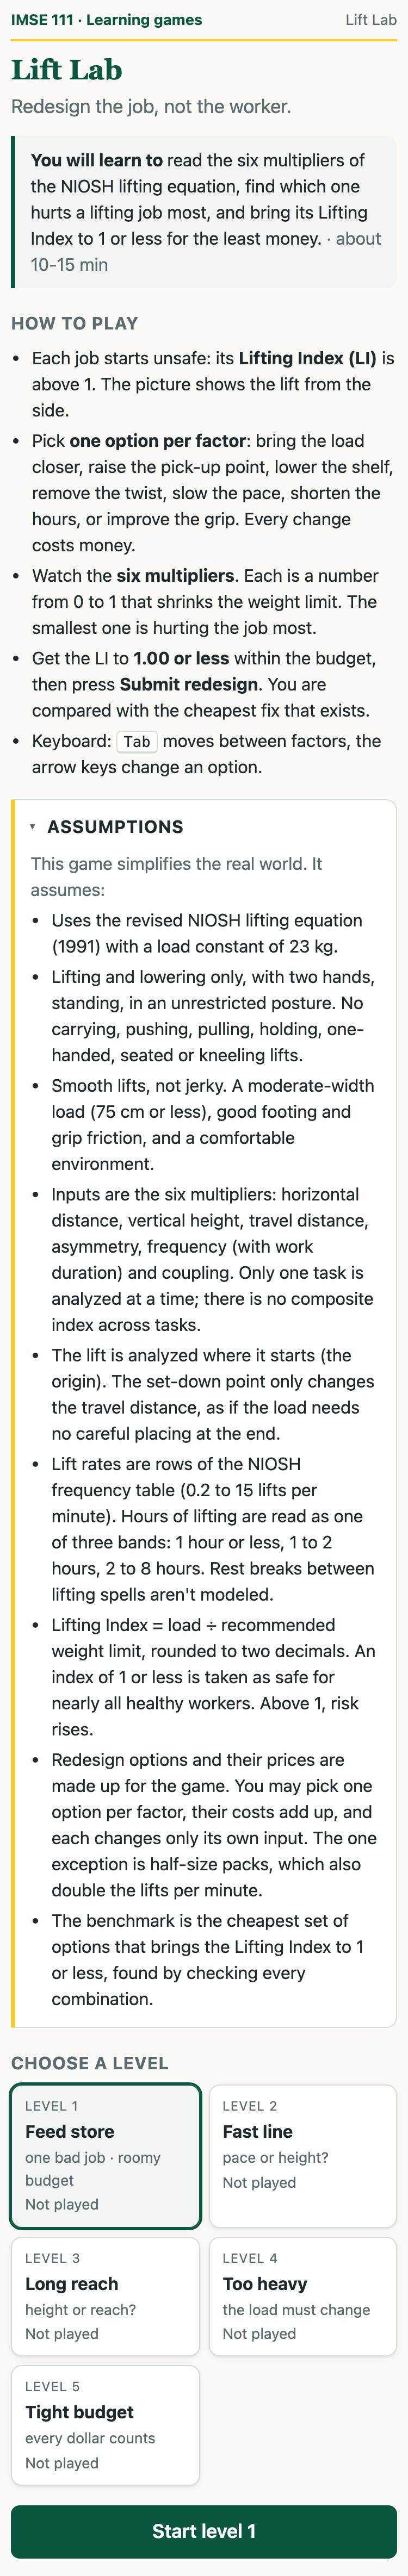 IMSE 111 · Learning games
Lift Lab
Lift Lab
Redesign the job, not the worker.
You will learn to read the six multipliers of
the NIOSH lifting equation, find which one
hurts a lifting job most, and bring its Lifting
Index to 1 or less for the least money. · about
10-15 min
HOW TO PLAY
• Each job starts unsafe: its Lifting Index (LI) is
above 1. The picture shows the lift from the
side.
• Pick one option per factor: bring the load
closer, raise the pick-up point, lower the shelf,
remove the twist, slow the pace, shorten the
hours, or improve the grip. Every change
costs money.
• Watch the six multipliers. Each is a number
from 0 to 1 that shrinks the weight limit. The
smallest one is hurting the job most.
• Get the LI to 1.00 or less within the budget,
then press Submit redesign. You are
compared with the cheapest fix that exists.
• Keyboard: Tab moves between factors, the
arrow keys change an option.
▾ ASSUMPTIONS
This game simplifies the real world. It
assumes:
• Uses the revised NIOSH lifting equation
(1991) with a load constant of 23 kg.
• Lifting and lowering only, with two hands,
standing, in an unrestricted posture. No
carrying, pushing, pulling, holding, one-
handed, seated or kneeling lifts.
• Smooth lifts, not jerky. A moderate-width
load (75 cm or less), good footing and
grip friction, and a comfortable
environment.
• Inputs are the six multipliers: horizontal
distance, vertical height, travel distance,
asymmetry, frequency (with work
duration) and coupling. Only one task is
analyzed at a time; there is no composite
index across tasks.
• The lift is analyzed where it starts (the
origin). The set-down point only changes
the travel distance, as if the load needs
no careful placing at the end.
• Lift rates are rows of the NIOSH
frequency table (0.2 to 15 lifts per
minute). Hours of lifting are read as one
of three bands: 1 hour or less, 1 to 2
hours, 2 to 8 hours. Rest breaks between
lifting spells aren't modeled.
• Lifting Index = load ÷ recommended
weight limit, rounded to two decimals. An
index of 1 or less is taken as safe for
nearly all healthy workers. Above 1, risk
rises.
• Redesign options and their prices are
made up for the game. You may pick one
option per factor, their costs add up, and
each changes only its own input. The one
exception is half-size packs, which also
double the lifts per minute.
• The benchmark is the cheapest set of
options that brings the Lifting Index to 1
or less, found by checking every
combination.
CHOOSE A LEVEL
LEVEL 1
Feed store
one bad job · roomy
budget
Not played
LEVEL 2
Fast line
pace or height?
Not played
LEVEL 3
Long reach
height or reach?
Not played
LEVEL 4
Too heavy
the load must change
Not played
LEVEL 5
Tight budget
every dollar counts
Not played
Start level 1